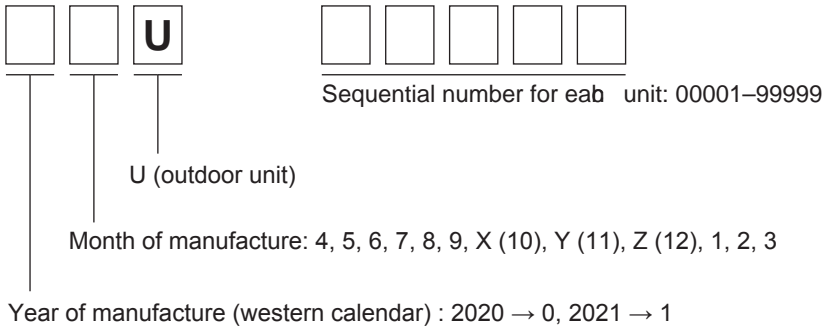 U
Sequential number for eab unit: 00001–99999
U (outdoor unit)
Month of manufacture: 4, 5, 6, 7, 8, 9, X (10), Y (11), Z (12), 1, 2, 3
Year of manufacture (western calendar) : 2020 → 0, 2021 → 1